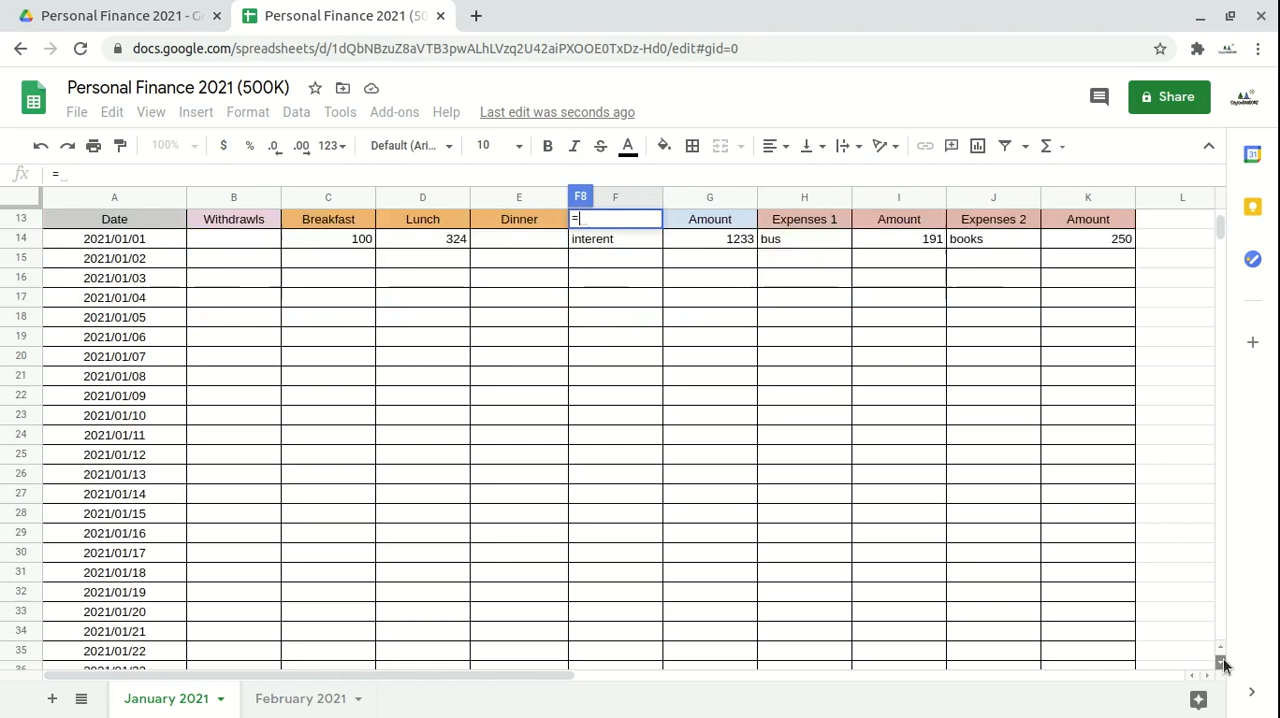 Personal Finance 2021 - G
Personal Finance 2021 (50
docs.google.com/spreadsheets/d/1dQbNBzuZ8aVTB3pwALhLVzq2U42aiPXOOE0TxDz-Hd0/edit#gid=0
Personal Finance 2021 (500K)
Share
File Edit View Insert Format Data Tools Add-ons Help Last edit was seconds ago
100% $ % .0 .00 123 Default (Ari... 10 B I S A Σ
fx =
A B C D E F8 F G H I J K L
13 Date Withdrawls Breakfast Lunch Dinner = Amount Expenses 1 Amount Expenses 2 Amount
14 2021/01/01 100 324 interent 1233 bus 191 books 250
15 2021/01/02
16 2021/01/03
17 2021/01/04
18 2021/01/05
19 2021/01/06
20 2021/01/07
21 2021/01/08
22 2021/01/09
23 2021/01/10
24 2021/01/11
25 2021/01/12
26 2021/01/13
27 2021/01/14
28 2021/01/15
29 2021/01/16
30 2021/01/17
31 2021/01/18
32 2021/01/19
33 2021/01/20
34 2021/01/21
35 2021/01/22
January 2021 February 2021
31